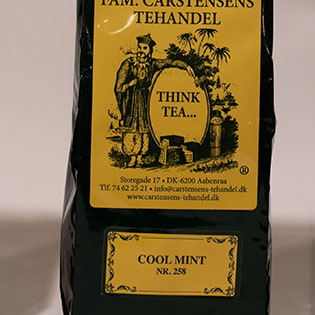 FAM. CARSTENSENS
TEHANDEL
THINK
TEA...
®
Storegade 17 • DK-6200 Aabenraa
Tlf. 74 62 25 21 • info@carstensens-tehandel.dk
www.carstensens-tehandel.dk
COOL MINT
NR. 258